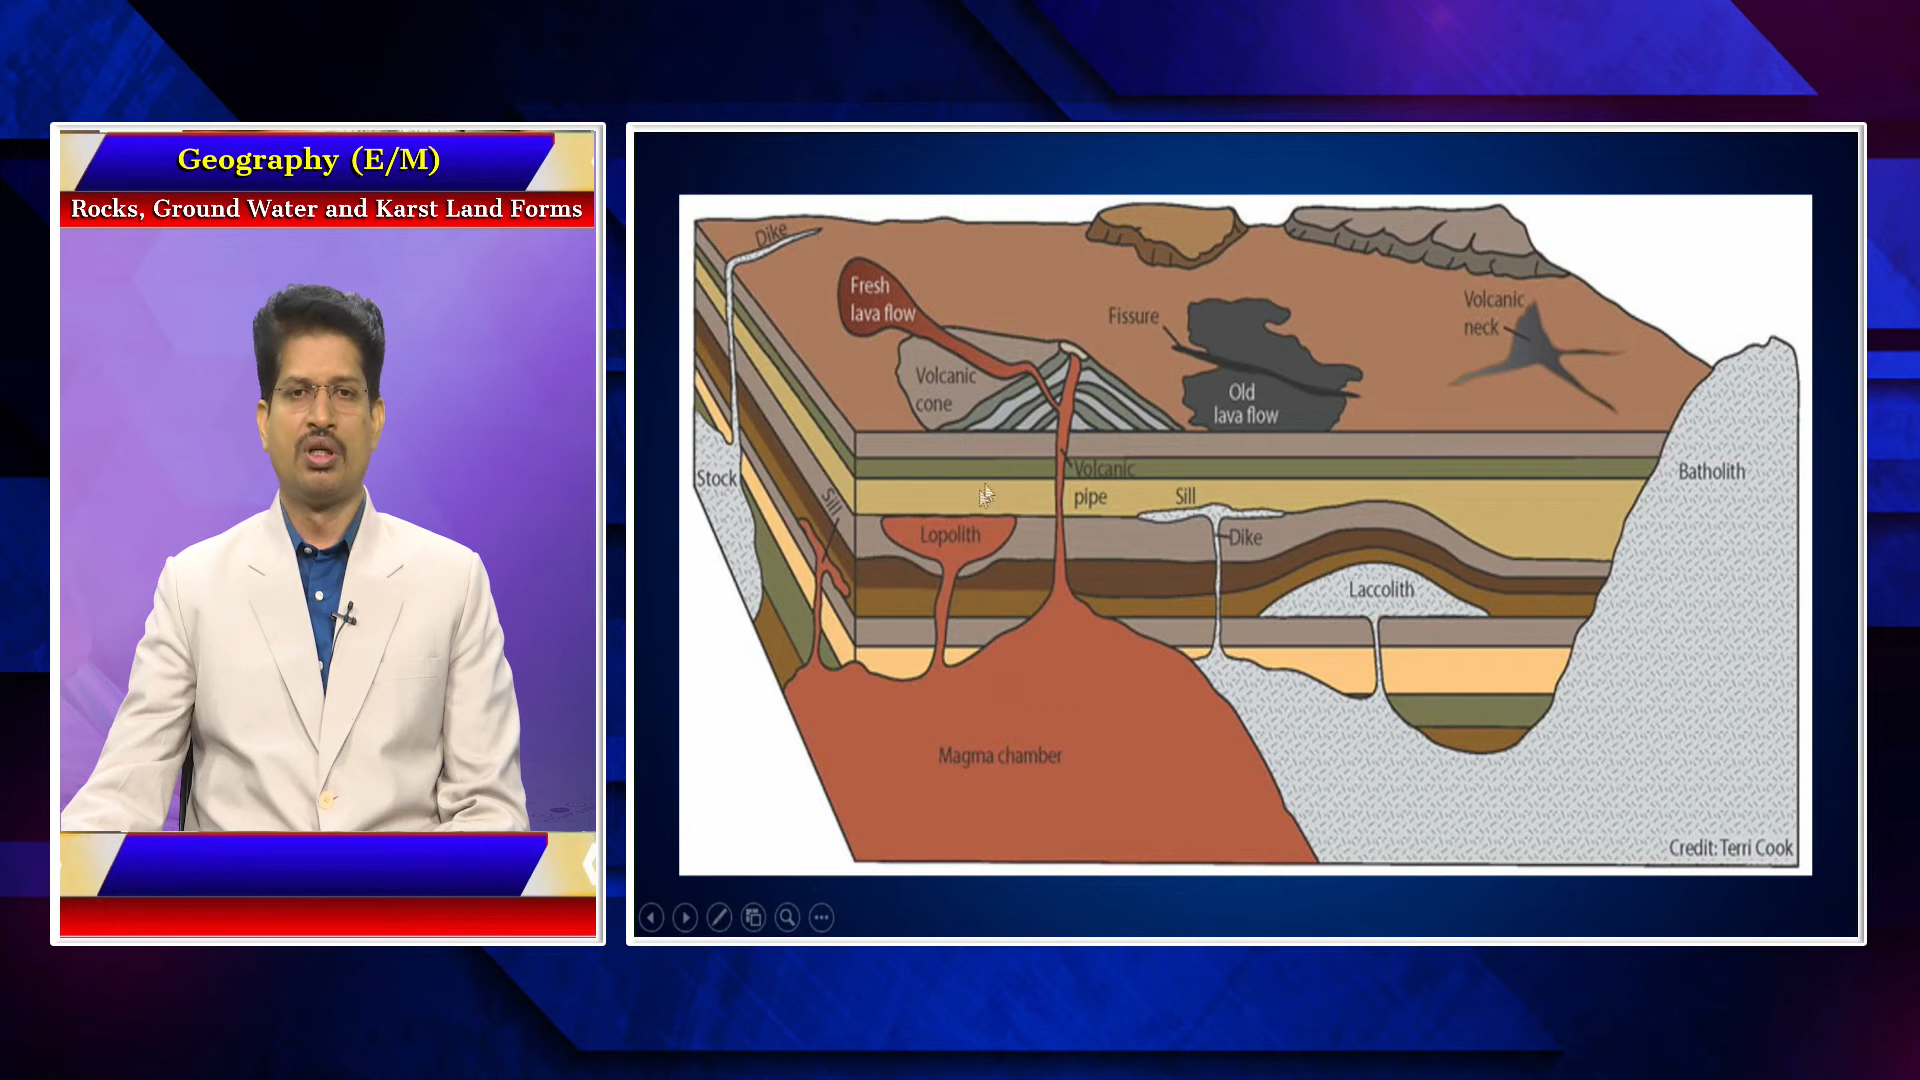 Geography (E/M)
Rocks, Ground Water and Karst Land Forms
Dike
Fresh
lava flow
Volcanic
cone
Fissure
Old
lava flow
Volcanic
neck
Batholith
Stock
Sill
Volcanic
pipe
Sill
Dike
Lopolith
Laccolith
Magma chamber
Credit: Terri Cook